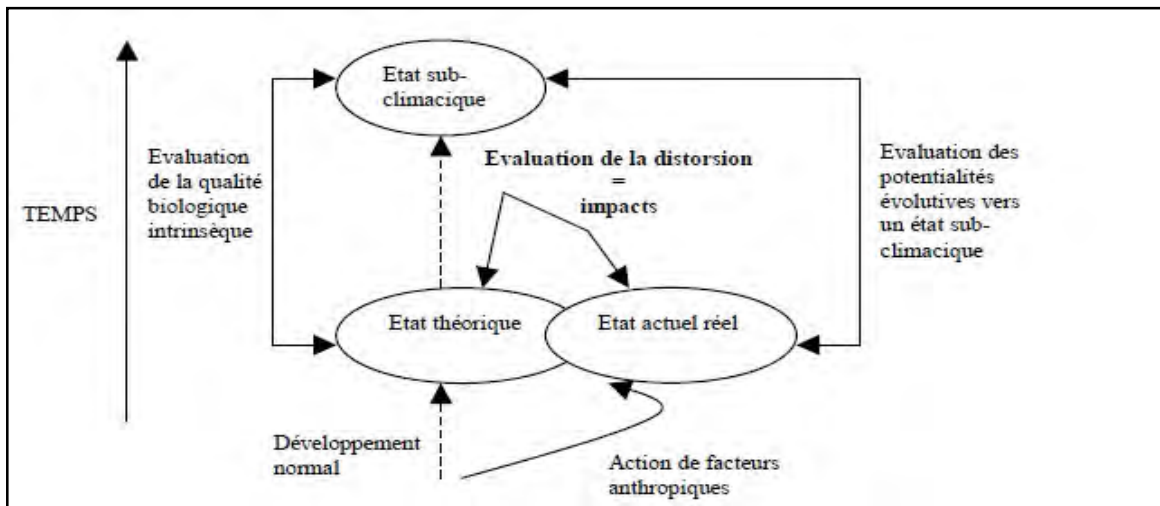 Etat sub-
climacique
Evaluation
de la qualité
biologique
intrinsèque
TEMPS
Evaluation de la distorsion
=
impacts
Evaluation des
potentialités
évolutives vers
un état sub-
climacique
Etat théorique
Etat actuel réel
Développement
normal
Action de facteurs
anthropiques